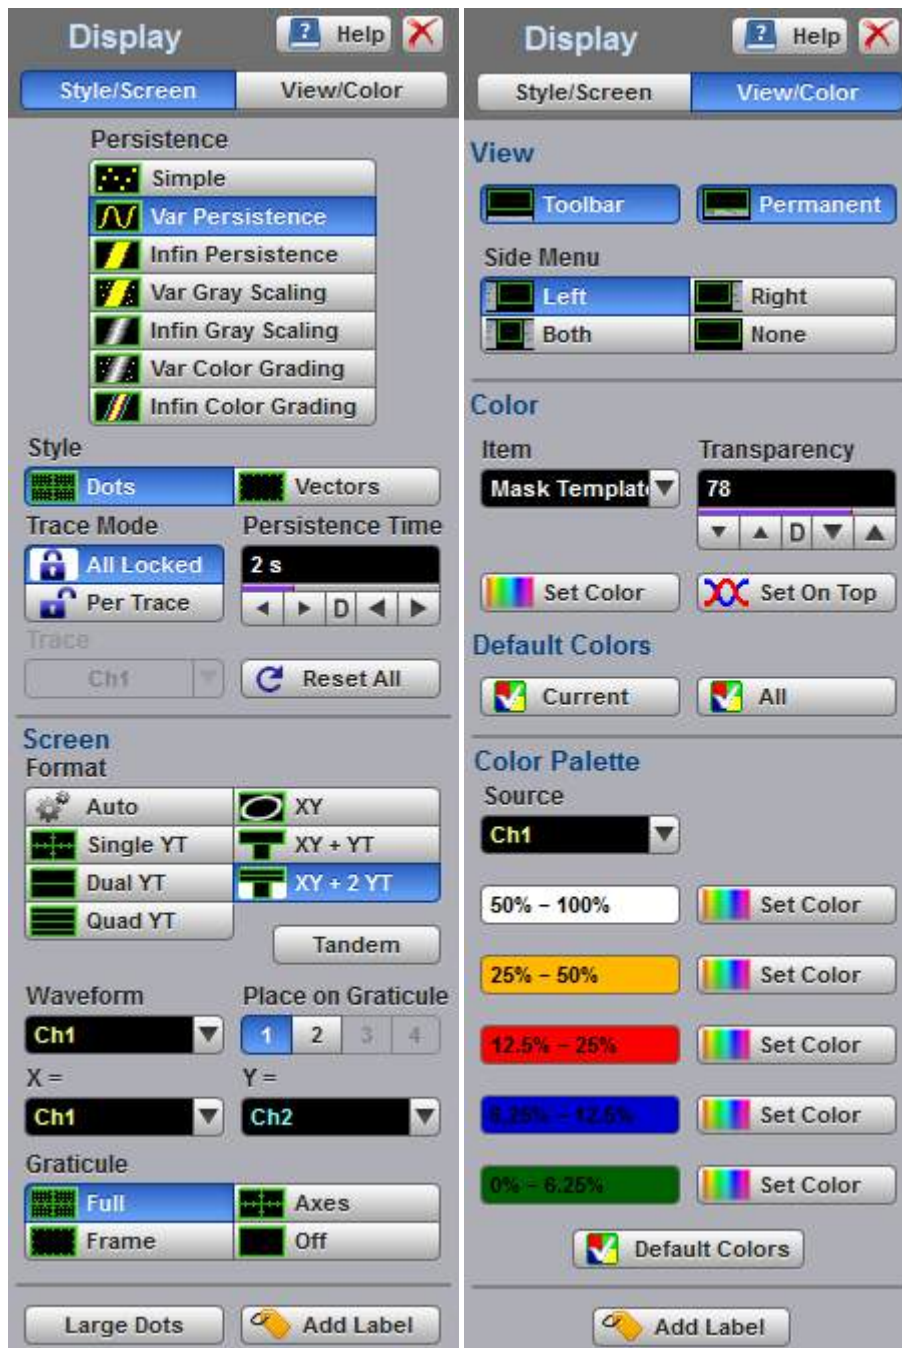 Display
Help
Style/Screen
View/Color
Persistence
Simple
Var Persistence
Infin Persistence
Var Gray Scaling
Infin Gray Scaling
Var Color Grading
Infin Color Grading
Style
Dots
Vectors
Trace Mode
Persistence Time
All Locked
2 s
Per Trace
D
Trace
Ch1
Reset All
Screen
Format
Auto
XY
Single YT
XY + YT
Dual YT
XY + 2 YT
Quad YT
Tandem
Waveform
Place on Graticule
Ch1
1 2 3 4
X =
Y =
Ch1
Ch2
Graticule
Full
Axes
Frame
Off
Large Dots
Add Label
Display
Help
Style/Screen
View/Color
View
Toolbar
Permanent
Side Menu
Left
Right
Both
None
Color
Item
Transparency
Mask Templat
78
D
Set Color
Set On Top
Default Colors
Current
All
Color Palette
Source
Ch1
50% – 100%
Set Color
25% – 50%
Set Color
12.5% – 25%
Set Color
6.25% – 12.5%
Set Color
0% – 6.25%
Set Color
Default Colors
Add Label